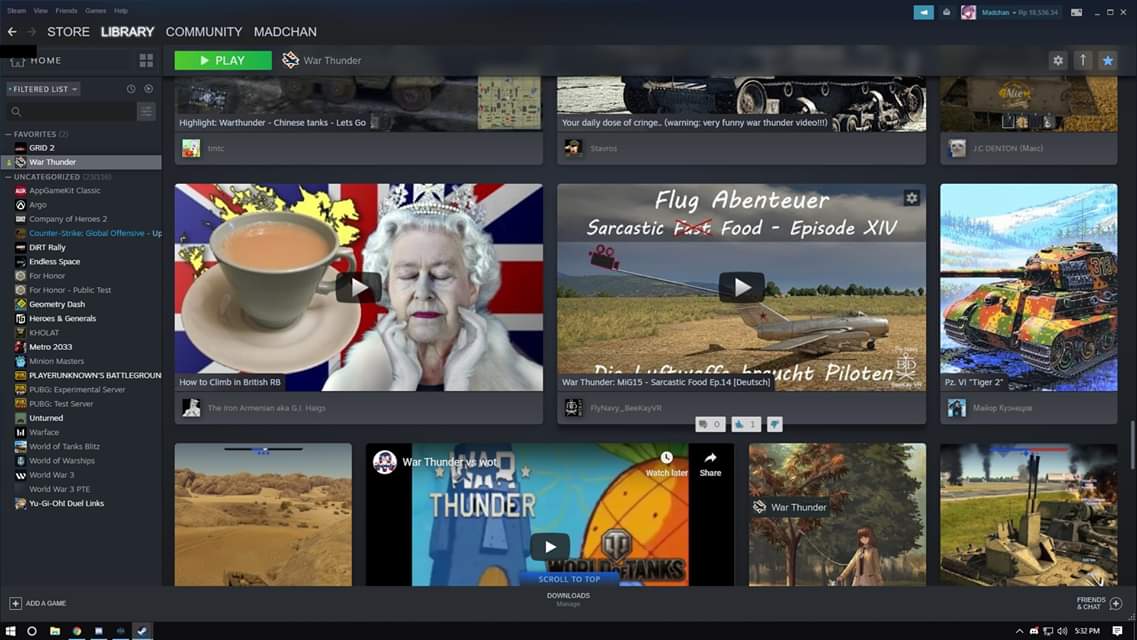 Steam View Friends Games Help
Madchan Rp 18,536.34
STORE LIBRARY COMMUNITY MADCHAN
HOME
PLAY
War Thunder
FILTERED LIST
FAVORITES (2)
GRID 2
War Thunder
UNCATEGORIZED
AppGameKit Classic
Argo
Company of Heroes 2
Counter-Strike: Global Offensive - Up
DiRT Rally
Endless Space
For Honor
For Honor - Public Test
Geometry Dash
Heroes & Generals
KHOLAT
Metro 2033
Minion Masters
PLAYERUNKNOWN'S BATTLEGROUN
PUBG: Experimental Server
PUBG: Test Server
Unturned
Warface
World of Tanks Blitz
World of Warships
World War 3
World War 3 PTE
Yu-Gi-Oh! Duel Links
Highlight: Warthunder - Chinese tanks - Lets Go
tmtc
Your daily dose of cringe,, (warning: very funny war thunder video!!!)
Stavros
J.C DENTON (Макс)
How to Climb in British RB
The Iron Armenian aka G.I. Haigs
Flug Abenteuer
Sarcastic Fast Food - Episode XIV
Die Luftwaffe braucht Piloten
BeeKay VR
War Thunder: MiG15 - Sarcastic Food Ep.14 [Deutsch]
FlyNavy_BeeKayVR
0
1
313
Pz. VI "Tiger 2"
Майор Кузнецов
War Thunder vs wot
Watch later
Share
WAR
THUNDER
WORLD OF TANKS
War Thunder
SCROLL TO TOP
ADD A GAME
DOWNLOADS
Manage
FRIENDS
& CHAT
5:32 PM